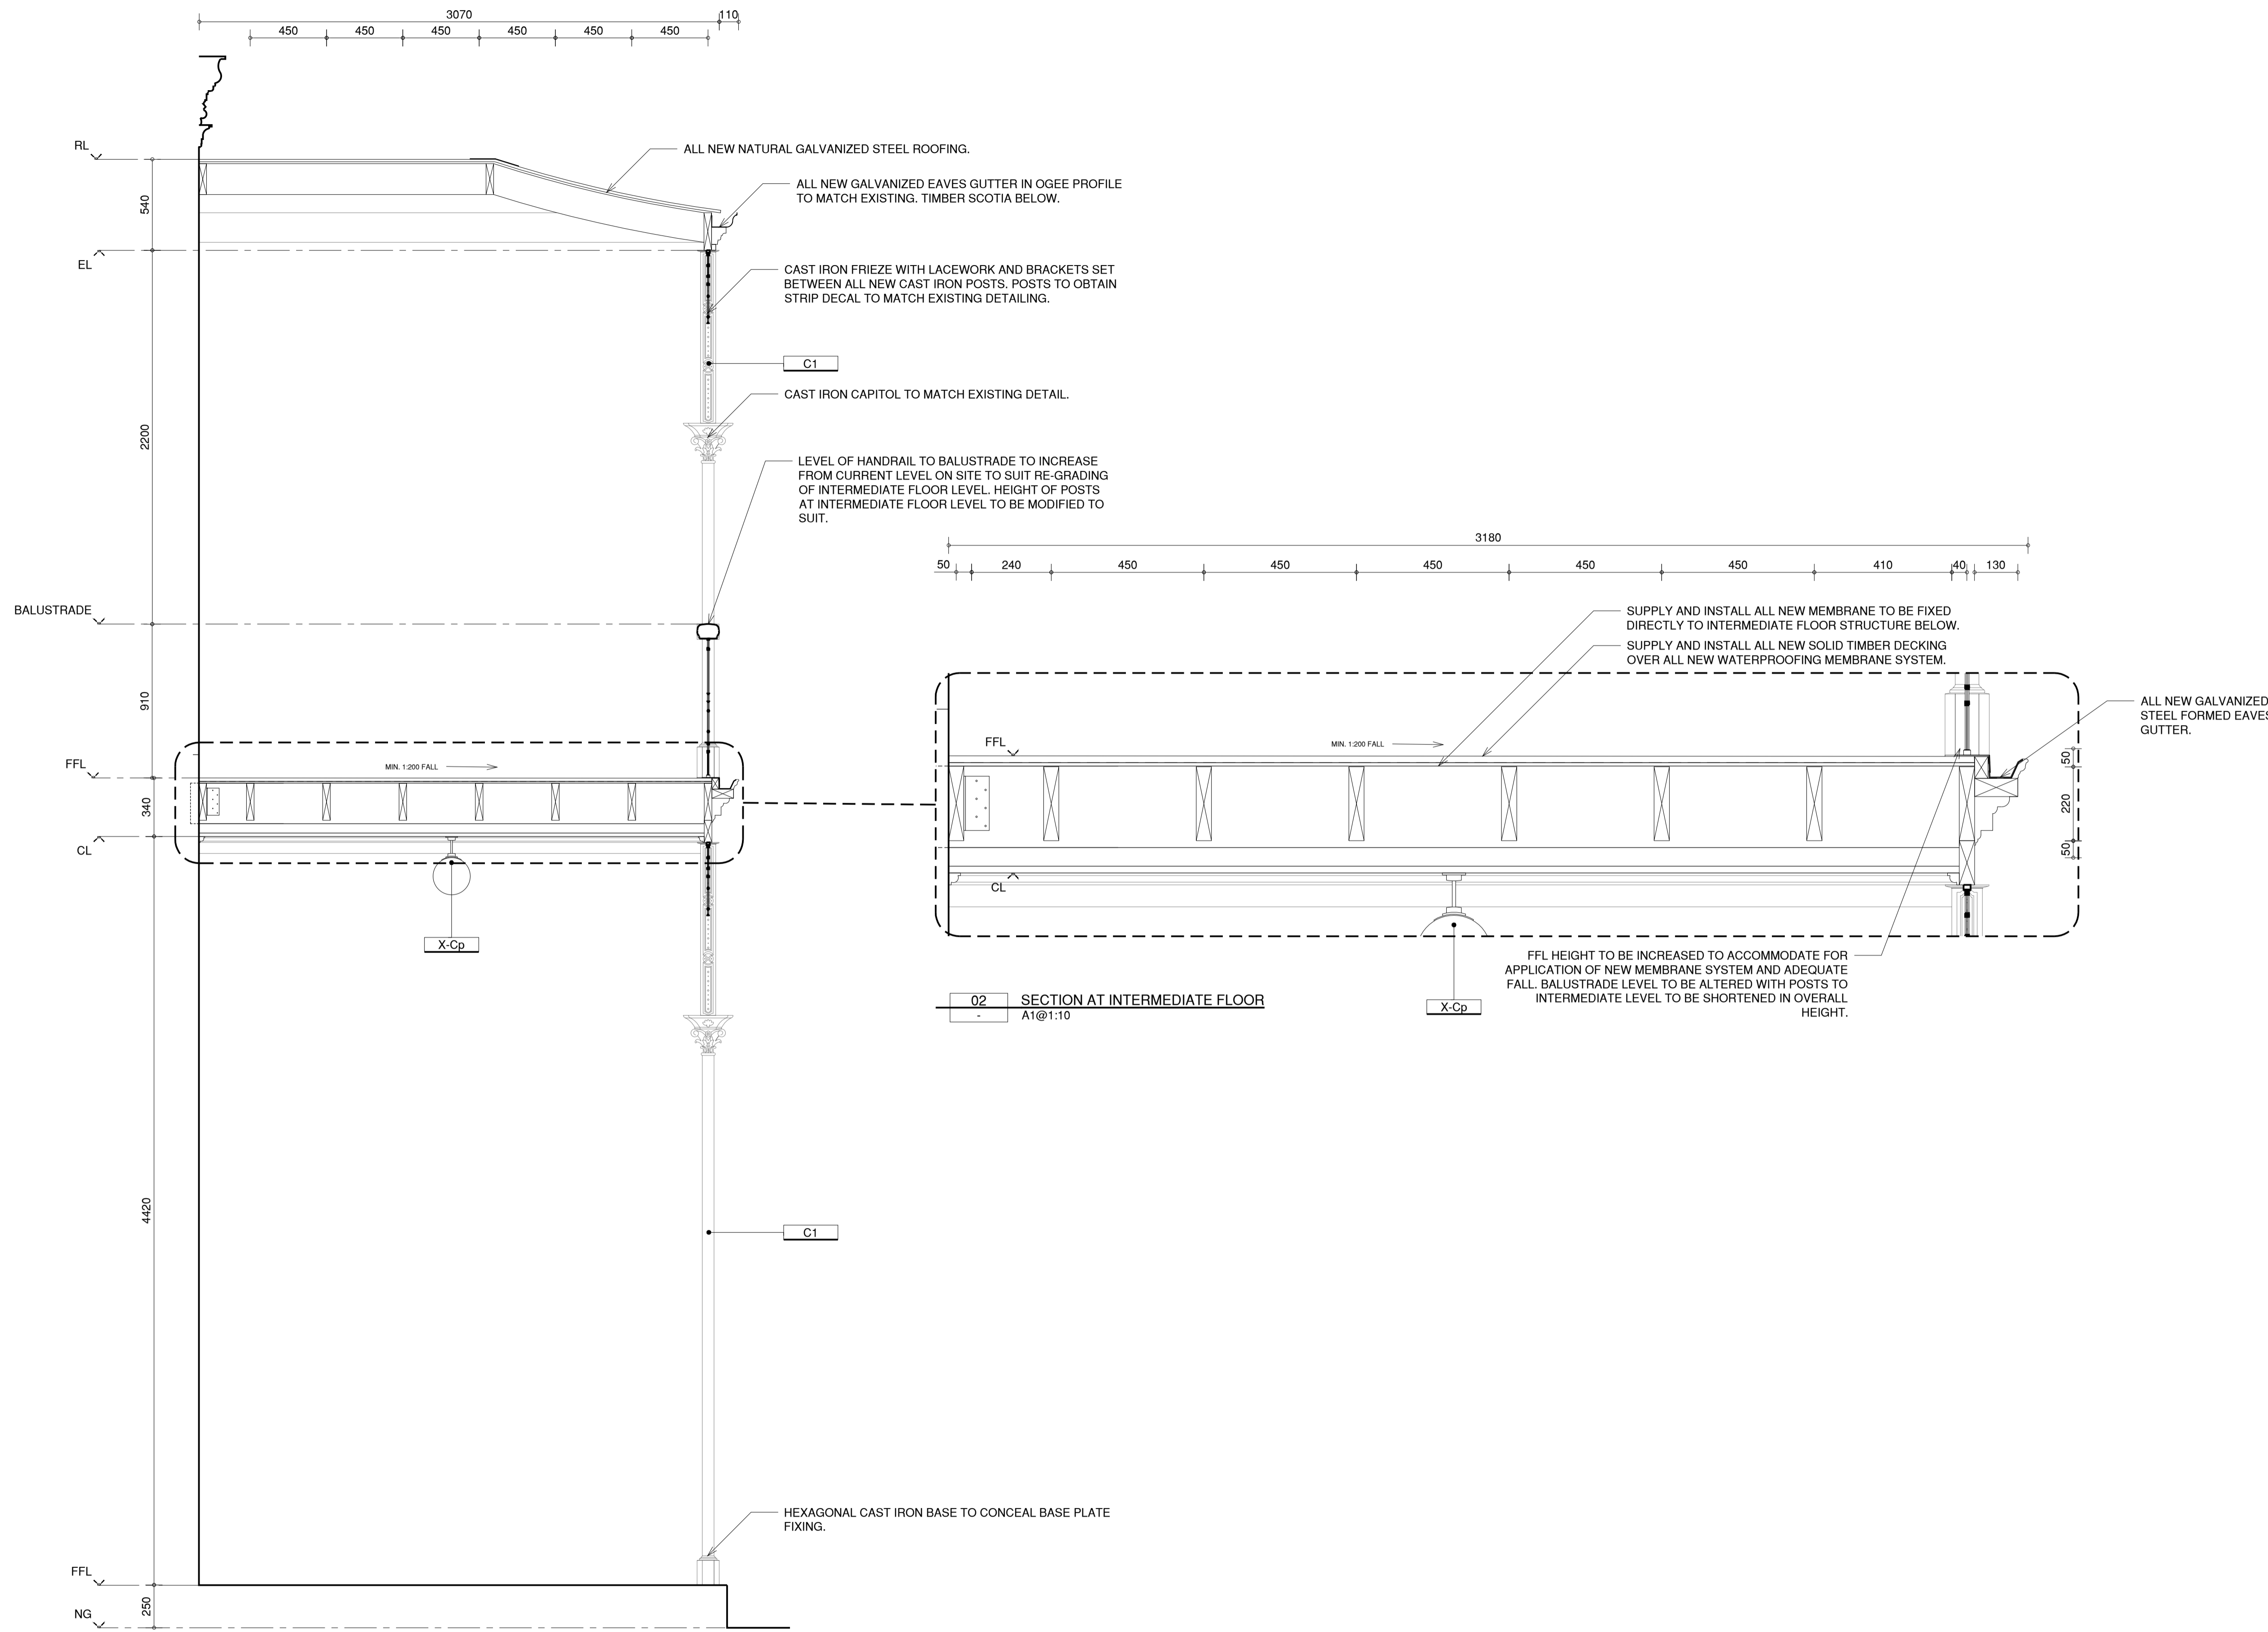 3070
110
450
450
450
450
450
450
RL
540
EL
2200
BALUSTRADE
910
FFL
340
CL
4420
FFL
250
NG
ALL NEW NATURAL GALVANIZED STEEL ROOFING.
ALL NEW GALVANIZED EAVES GUTTER IN OGEE PROFILE
TO MATCH EXISTING. TIMBER SCOTIA BELOW.
CAST IRON FRIEZE WITH LACEWORK AND BRACKETS SET
BETWEEN ALL NEW CAST IRON POSTS. POSTS TO OBTAIN
STRIP DECAL TO MATCH EXISTING DETAILING.
C1
CAST IRON CAPITOL TO MATCH EXISTING DETAIL.
LEVEL OF HANDRAIL TO BALUSTRADE TO INCREASE
FROM CURRENT LEVEL ON SITE TO SUIT RE-GRADING
OF INTERMEDIATE FLOOR LEVEL. HEIGHT OF POSTS
AT INTERMEDIATE FLOOR LEVEL TO BE MODIFIED TO
SUIT.
MIN. 1:200 FALL
X-Cp
C1
HEXAGONAL CAST IRON BASE TO CONCEAL BASE PLATE
FIXING.
3180
50
240
450
450
450
450
450
410
40
130
SUPPLY AND INSTALL ALL NEW MEMBRANE TO BE FIXED
DIRECTLY TO INTERMEDIATE FLOOR STRUCTURE BELOW.
SUPPLY AND INSTALL ALL NEW SOLID TIMBER DECKING
OVER ALL NEW WATERPROOFING MEMBRANE SYSTEM.
ALL NEW GALVANIZED
STEEL FORMED EAVES
GUTTER.
FFL
MIN. 1:200 FALL
50
220
50
CL
FFL HEIGHT TO BE INCREASED TO ACCOMMODATE FOR
APPLICATION OF NEW MEMBRANE SYSTEM AND ADEQUATE
FALL. BALUSTRADE LEVEL TO BE ALTERED WITH POSTS TO
INTERMEDIATE LEVEL TO BE SHORTENED IN OVERALL
HEIGHT.
X-Cp
02
SECTION AT INTERMEDIATE FLOOR
-
A1@1:10